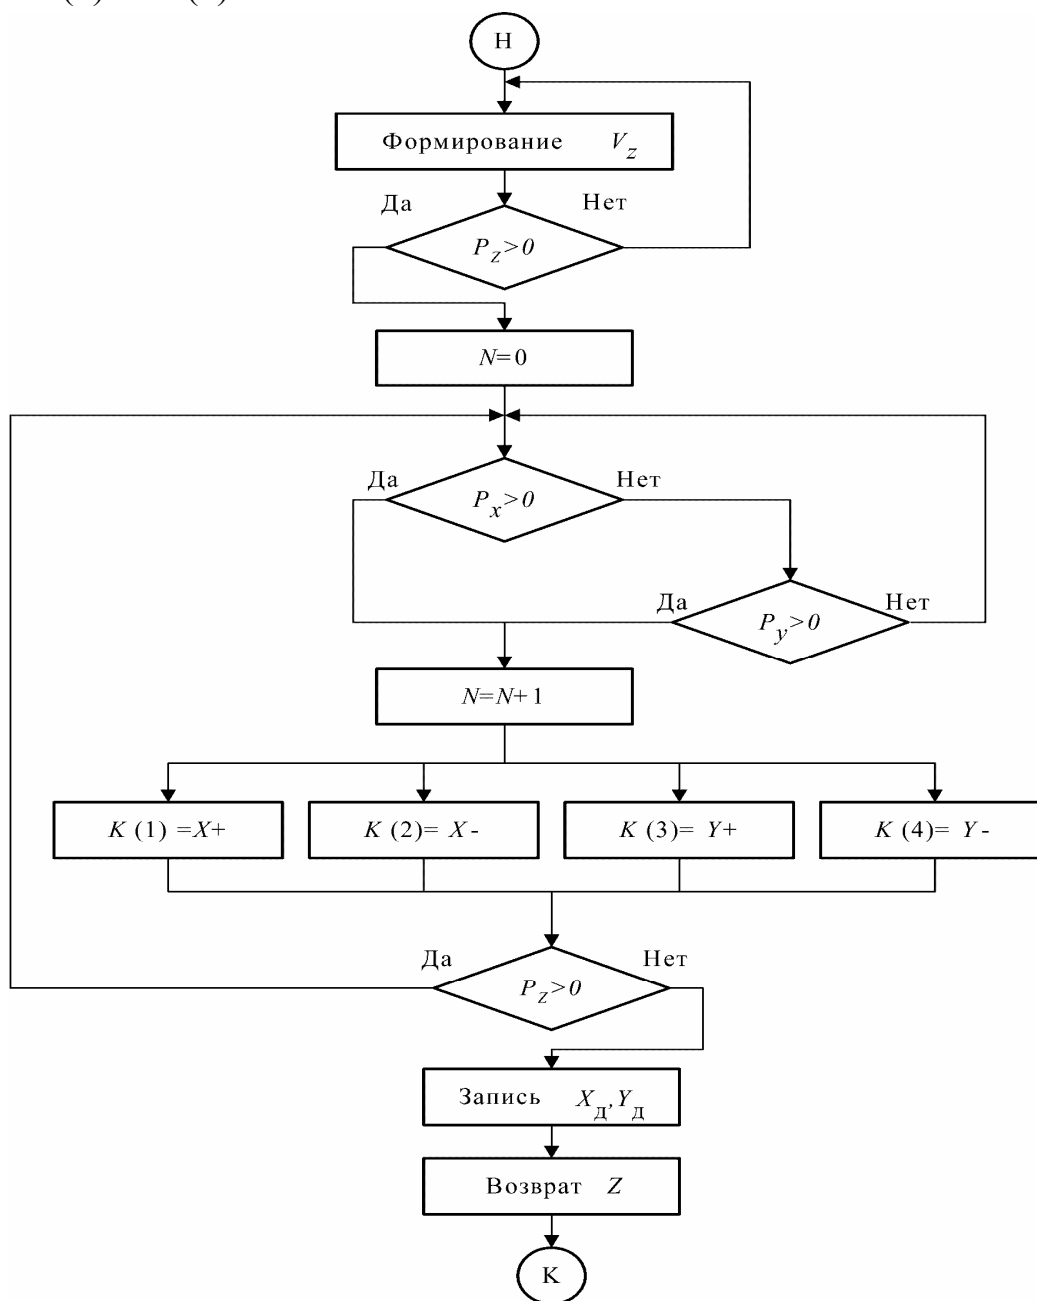 Н
Формирование V_Z
Да Нет
P_Z>0
N=0
Да Нет
P_x>0
Да Нет
P_y>0
N=N+1
K (1) =X+ K (2)= X- K (3)= Y+ K (4)= Y-
Да Нет
P_Z>0
Запись X_Д,Y_Д
Возврат Z
К